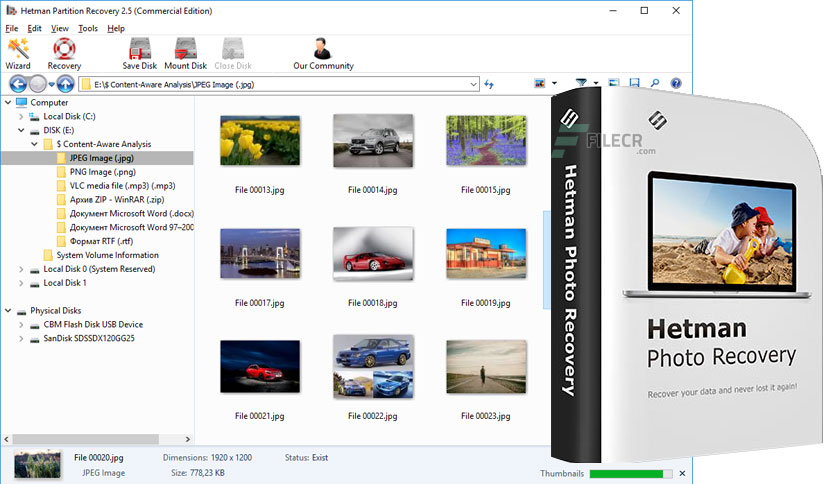 Hetman Partition Recovery 2.5 (Commercial Edition)
File Edit View Tools Help
Wizard Recovery Save Disk Mount Disk Close Disk Our Community
E:\$ Content-Aware Analysis\JPEG Image (.jpg)
Computer
Local Disk (C:)
DISK (E:)
$ Content-Aware Analysis
JPEG Image (.jpg)
PNG Image (.png)
VLC media file (.mp3) (.mp3)
Архив ZIP - WinRAR (.zip)
Документ Microsoft Word (.docx)
Документ Microsoft Word 97–200
Формат RTF (.rtf)
System Volume Information
Local Disk 0 (System Reserved)
Local Disk 1
Physical Disks
CBM Flash Disk USB Device
SanDisk SDSSDX120GG25
File 00013.jpg File 00014.jpg File 00015.jpg
File 00017.jpg File 00018.jpg File 00019.jpg
File 00021.jpg File 00022.jpg File 00023.jpg
File 00020.jpg Dimensions: 1920 x 1200 Status: Exist
JPEG Image Size: 778,23 KB
Thumbnails
FILECR
.com
Hetman Photo Recovery
Hetman
Photo Recovery
Recover your data and never lost it again!